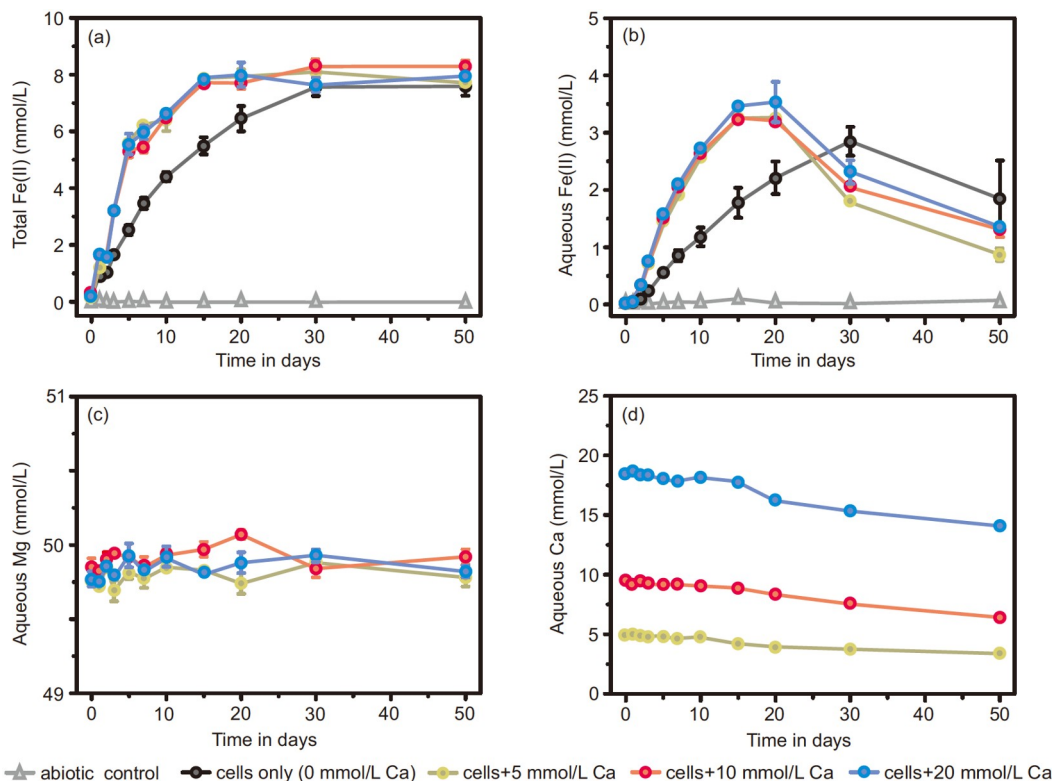 (a)
Total Fe(II) (mmol/L)
10
8
6
4
2
0
0 10 20 30 40 50
Time in days
(b)
Aqueous Fe(II) (mmol/L)
5
4
3
2
1
0
0 10 20 30 40 50
Time in days
(c)
Aqueous Mg (mmol/L)
51
50
49
0 10 20 30 40 50
Time in days
(d)
Aqueous Ca (mmol/L)
25
20
15
10
5
0
0 10 20 30 40 50
Time in days
abiotic control cells only (0 mmol/L Ca) cells+5 mmol/L Ca cells+10 mmol/L Ca cells+20 mmol/L Ca